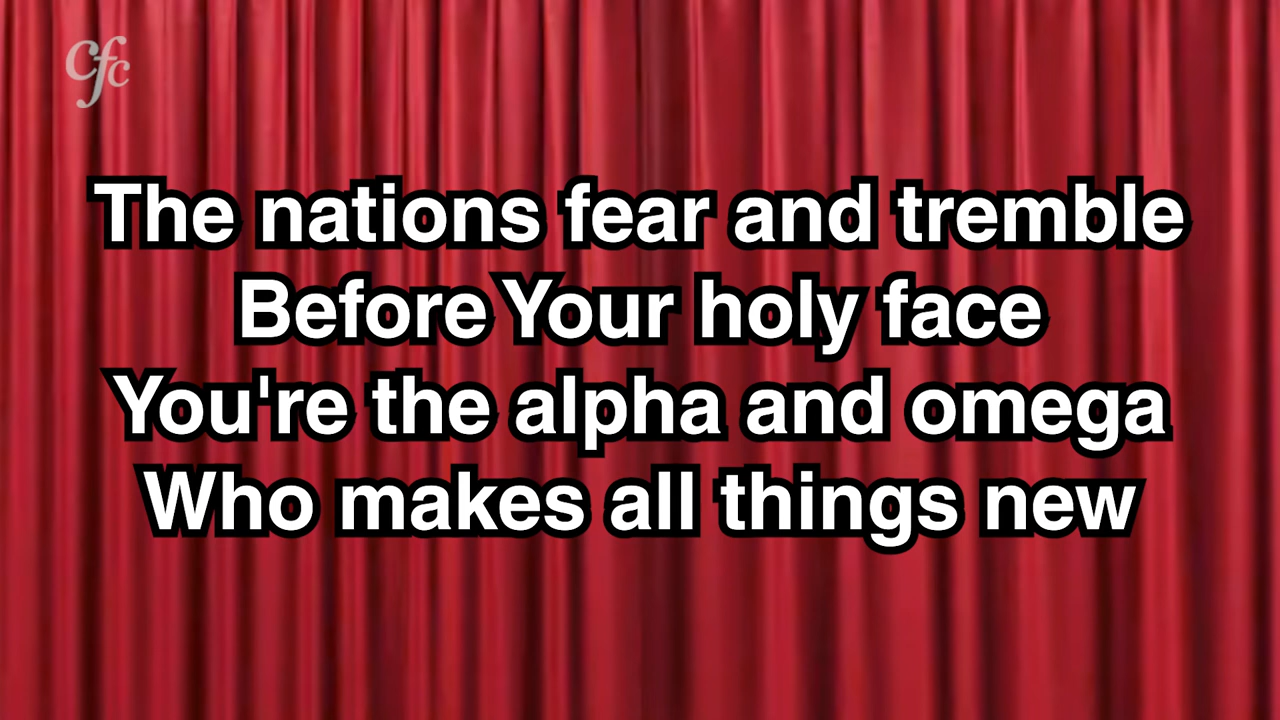 cfc
The nations fear and tremble
Before Your holy face
You're the alpha and omega
Who makes all things new